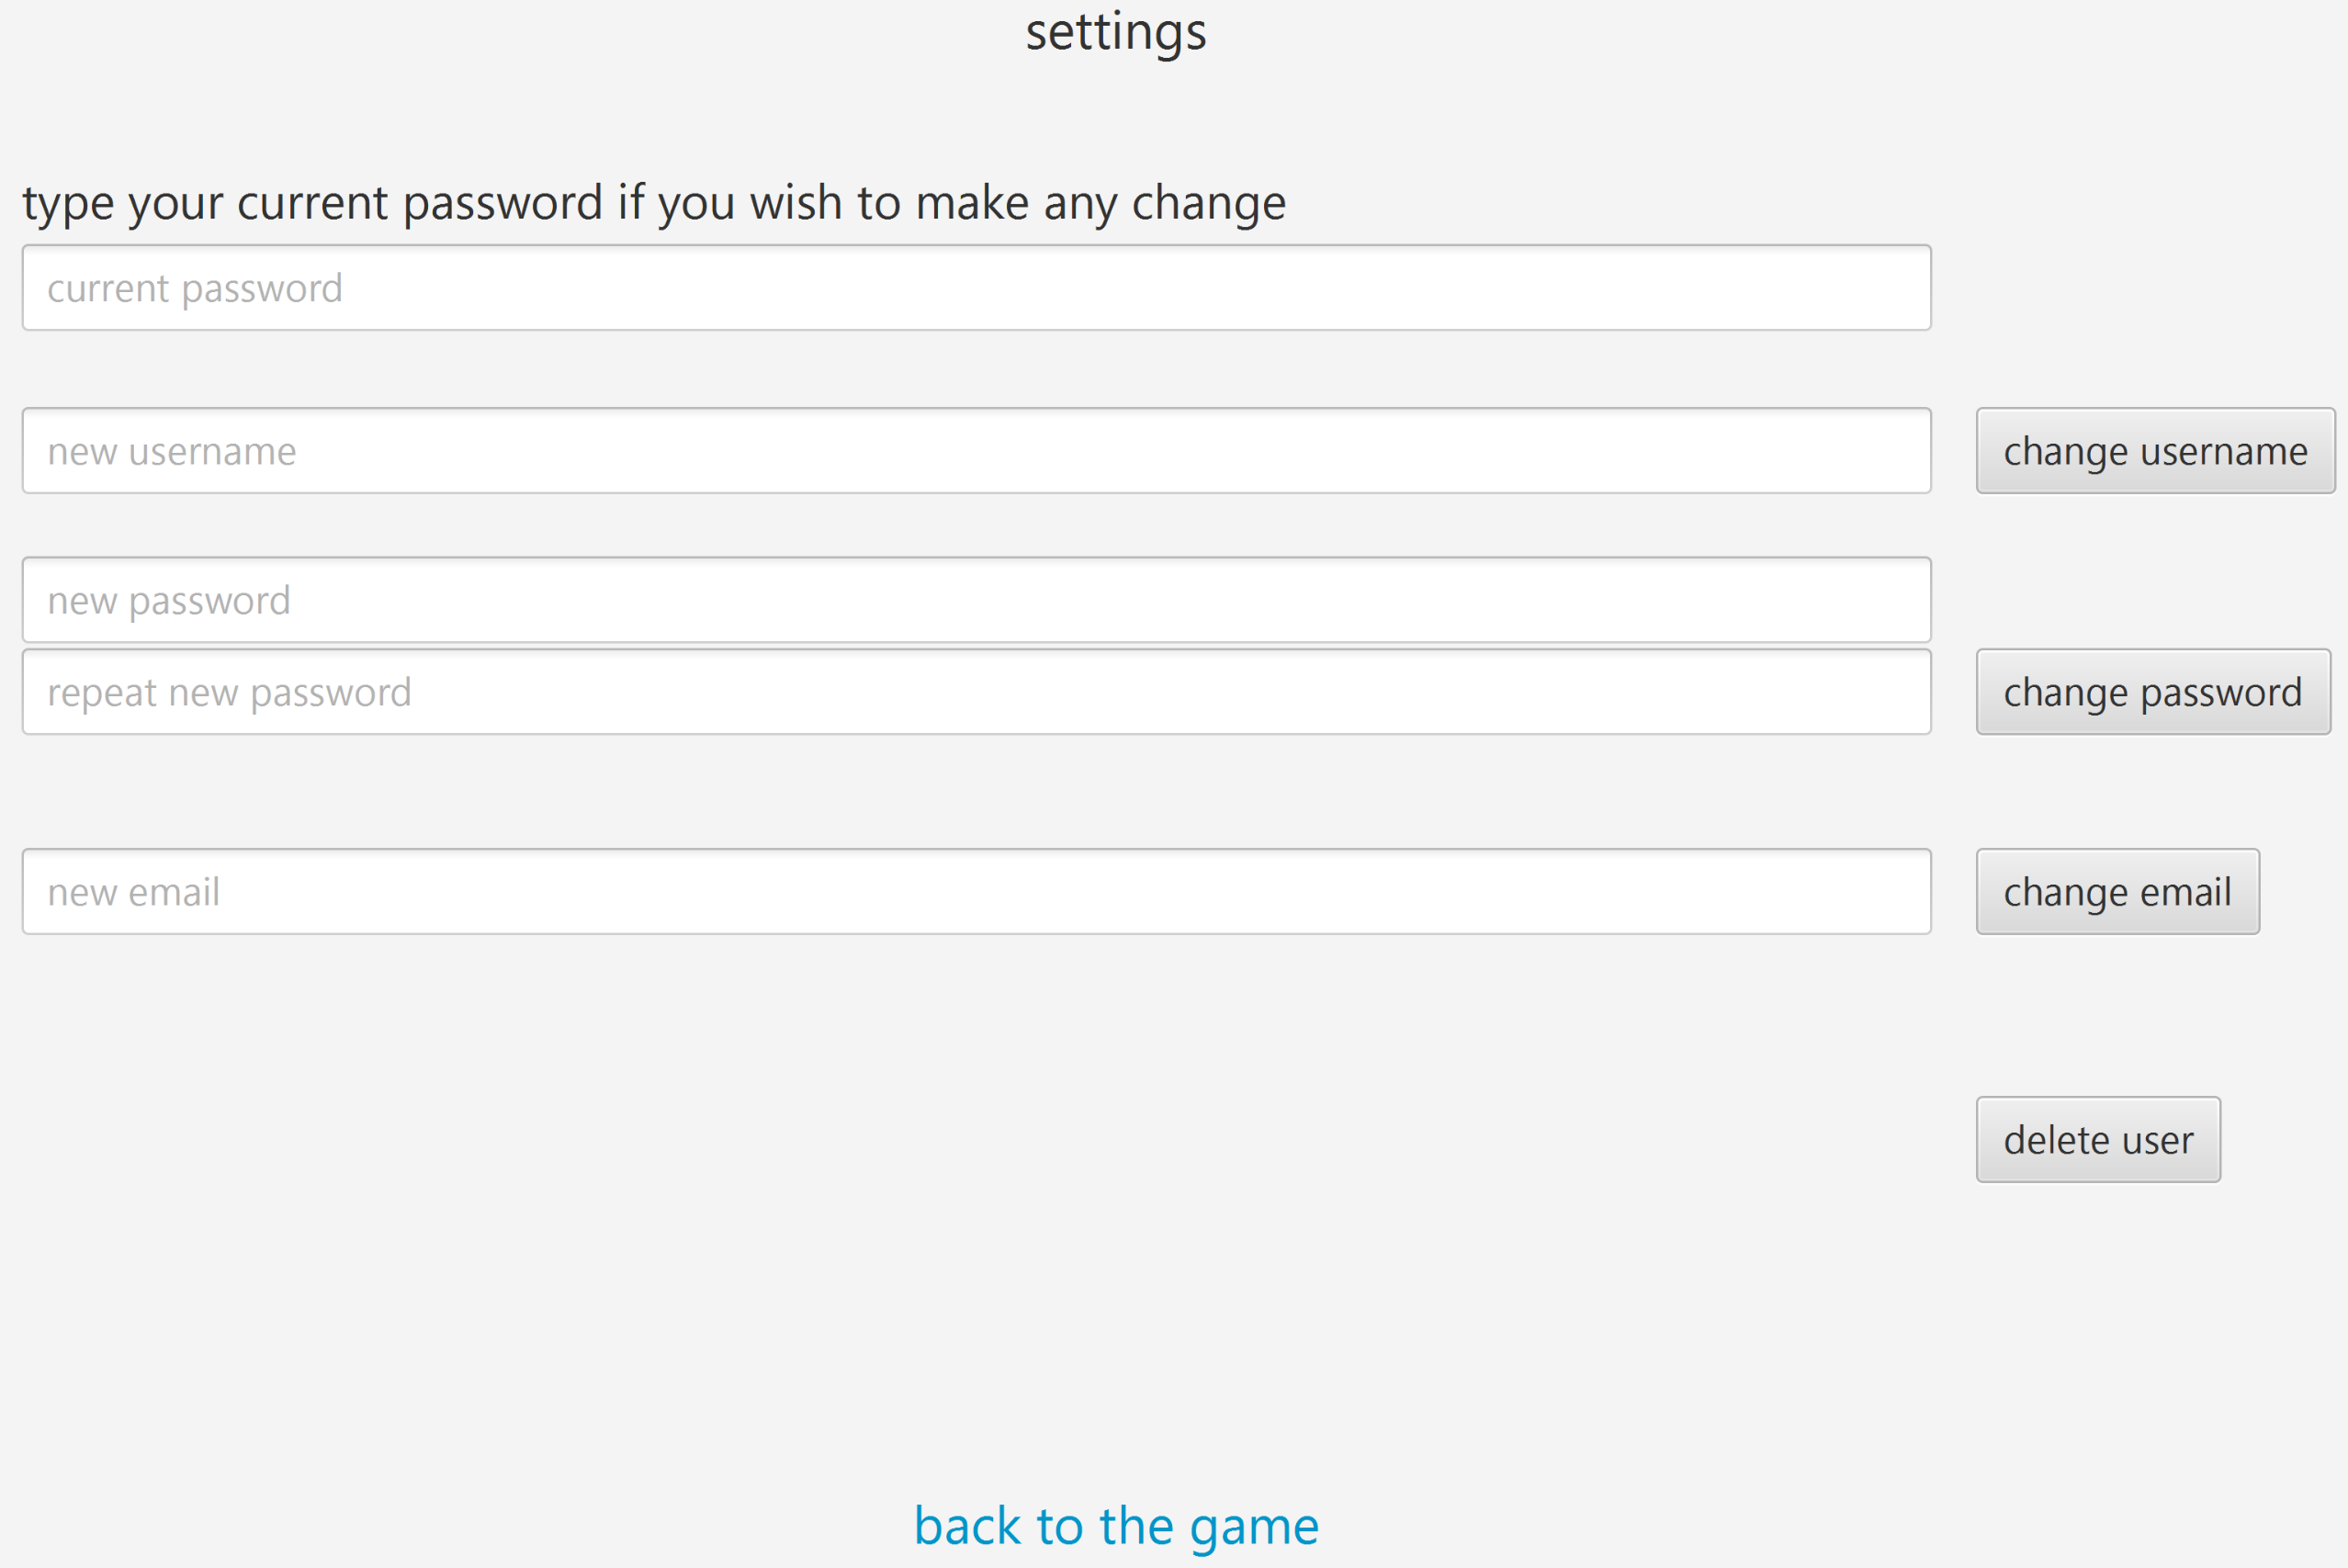 settings
type your current password if you wish to make any change
current password
new username
change username
new password
repeat new password
change password
new email
change email
delete user
back to the game